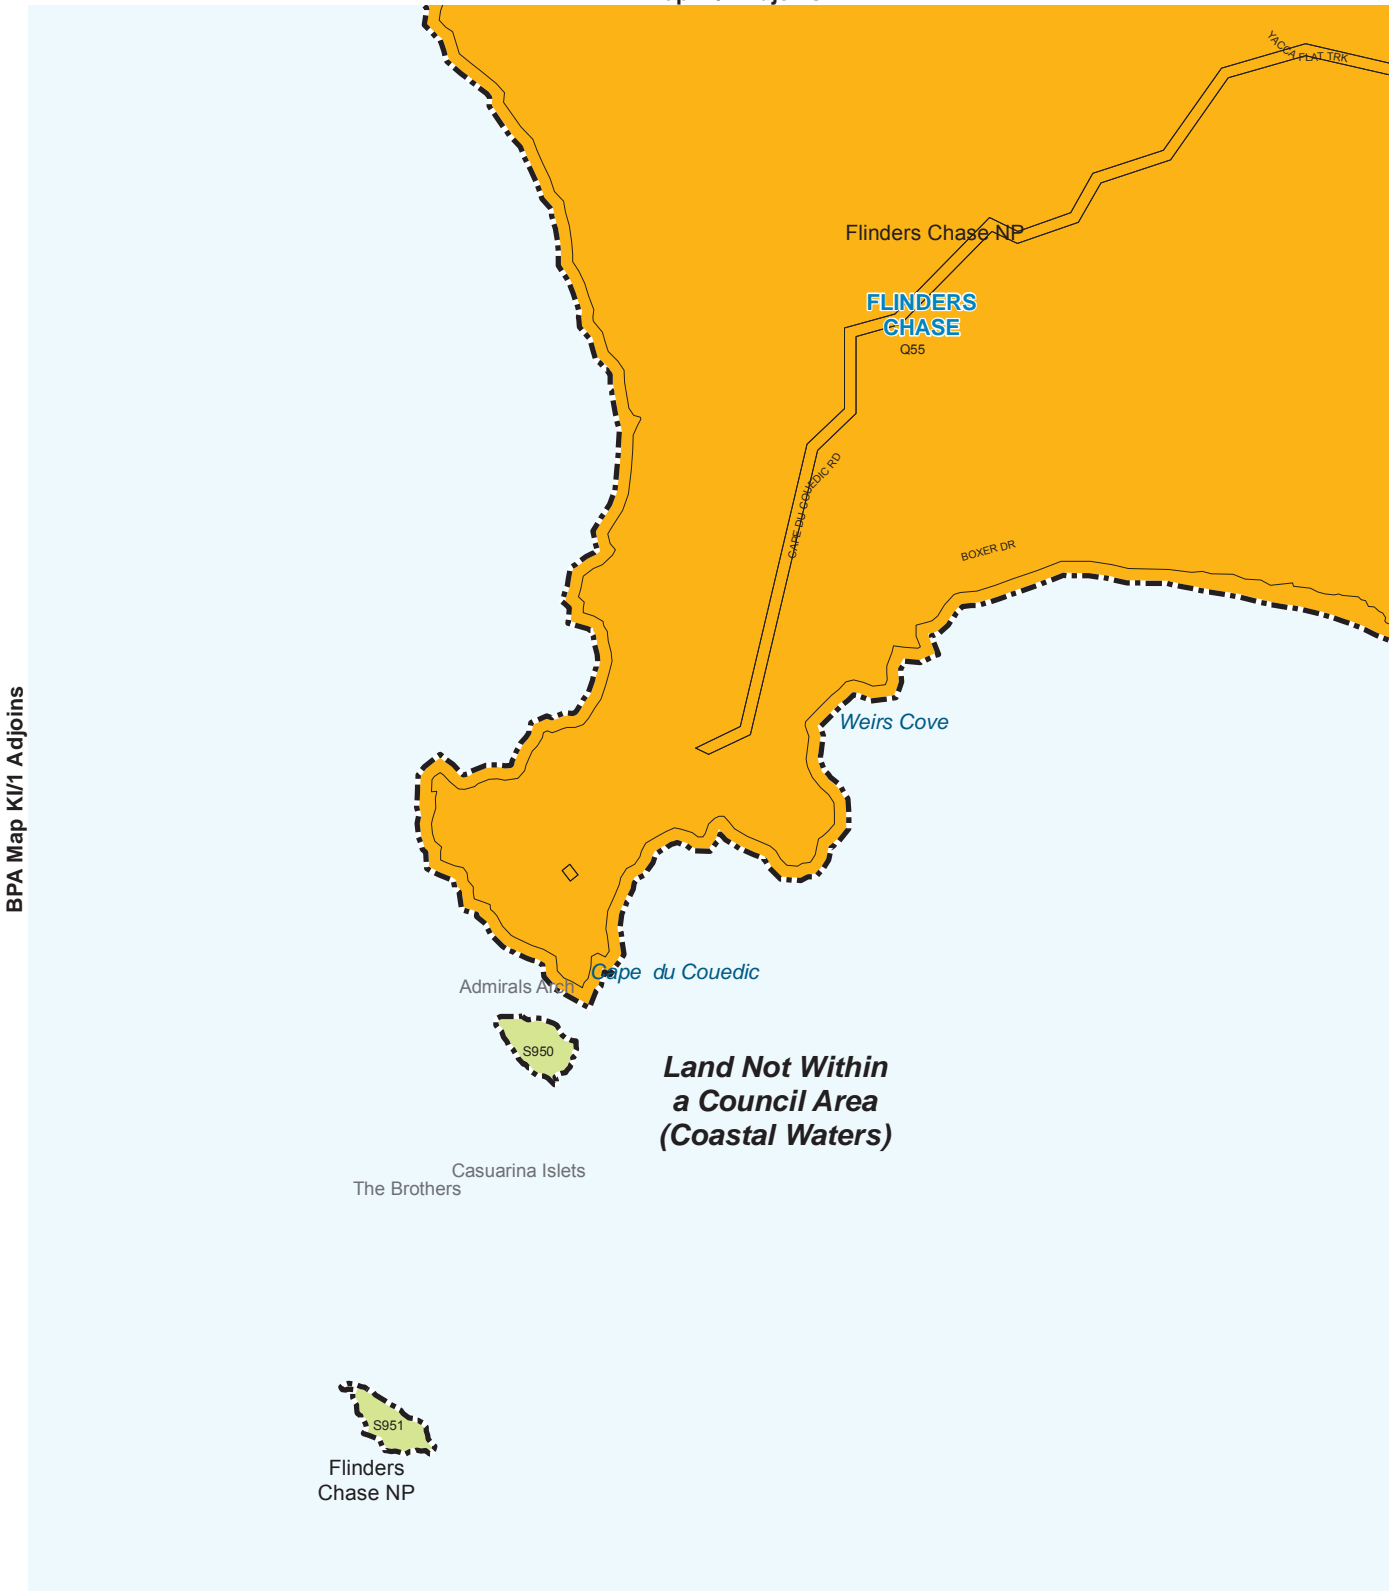 YACCA FLAT TRK
Flinders Chase NP
FLINDERS
CHASE
Q55
CAPE DU COUEDIC RD
BOXER DR
Weirs Cove
BPA Map KI/1 Adjoins
Cape du Couedic
Admirals Arch
S950
Land Not Within
a Council Area
(Coastal Waters)
Casuarina Islets
The Brothers
S951
Flinders
Chase NP